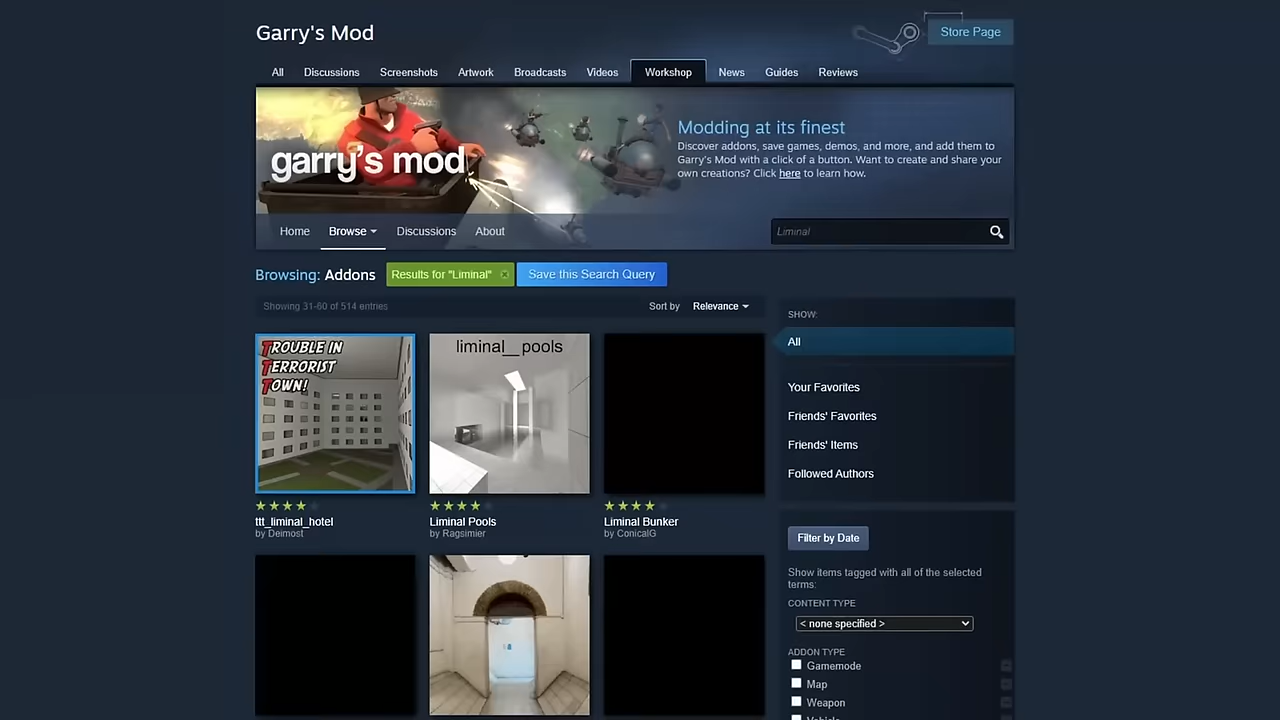 Garry's Mod
Store Page
All Discussions Screenshots Artwork Broadcasts Videos Workshop News Guides Reviews
garry's mod
Modding at its finest
Discover addons, save games, demos, and more, and add them to
Garry's Mod with a click of a button. Want to create and share your
own creations? Click here to learn how.
Home Browse Discussions About
Liminal
Browsing: Addons Results for "Liminal" Save this Search Query
Showing 31-60 of 514 entries
Sort by Relevance
TROUBLE IN
TERRORIST
TOWN!
liminal_pools
ttt_liminal_hotel
by Deimost
Liminal Pools
by Ragsimier
Liminal Bunker
by ConicalG
SHOW:
All
Your Favorites
Friends' Favorites
Friends' Items
Followed Authors
Filter by Date
Show items tagged with all of the selected
terms:
CONTENT TYPE
< none specified >
ADDON TYPE
Gamemode
Map
Weapon